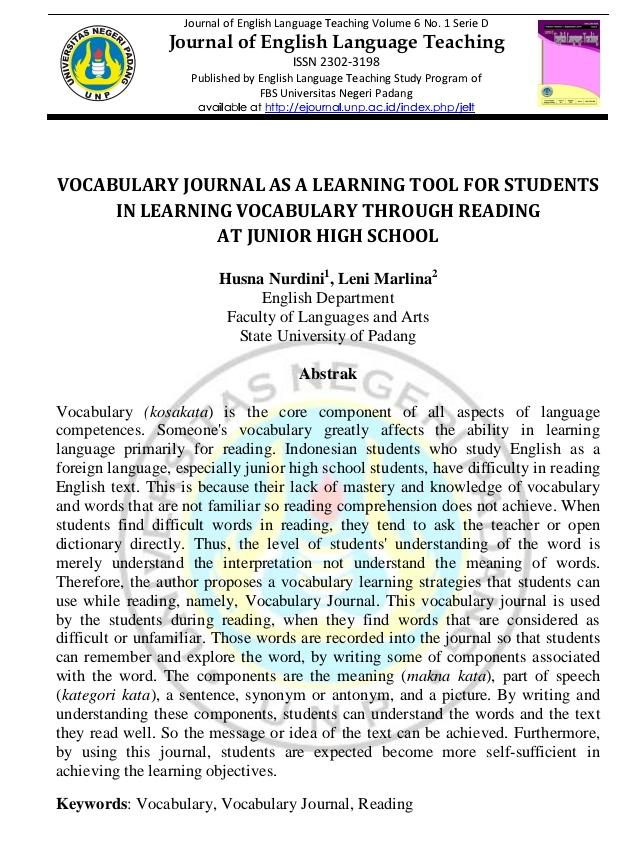 Journal of English Language Teaching Volume 6 No. 1 Serie D
Journal of English Language Teaching
ISSN 2302-3198
Published by English Language Teaching Study Program of
FBS Universitas Negeri Padang
available at http://ejournal.unp.ac.id/index.php/jelt
UNIVERSITAS NEGERI PADANG
UNP
VOCABULARY JOURNAL AS A LEARNING TOOL FOR STUDENTS
IN LEARNING VOCABULARY THROUGH READING
AT JUNIOR HIGH SCHOOL
Husna Nurdini1, Leni Marlina2
English Department
Faculty of Languages and Arts
State University of Padang
Abstrak
Vocabulary (kosakata) is the core component of all aspects of language
competences. Someone's vocabulary greatly affects the ability in learning
language primarily for reading. Indonesian students who study English as a
foreign language, especially junior high school students, have difficulty in reading
English text. This is because their lack of mastery and knowledge of vocabulary
and words that are not familiar so reading comprehension does not achieve. When
students find difficult words in reading, they tend to ask the teacher or open
dictionary directly. Thus, the level of students' understanding of the word is
merely understand the interpretation not understand the meaning of words.
Therefore, the author proposes a vocabulary learning strategies that students can
use while reading, namely, Vocabulary Journal. This vocabulary journal is used
by the students during reading, when they find words that are considered as
difficult or unfamiliar. Those words are recorded into the journal so that students
can remember and explore the word, by writing some of components associated
with the word. The components are the meaning (makna kata), part of speech
(kategori kata), a sentence, synonym or antonym, and a picture. By writing and
understanding these components, students can understand the words and the text
they read well. So the message or idea of the text can be achieved. Furthermore,
by using this journal, students are expected become more self-sufficient in
achieving the learning objectives.
Keywords: Vocabulary, Vocabulary Journal, Reading